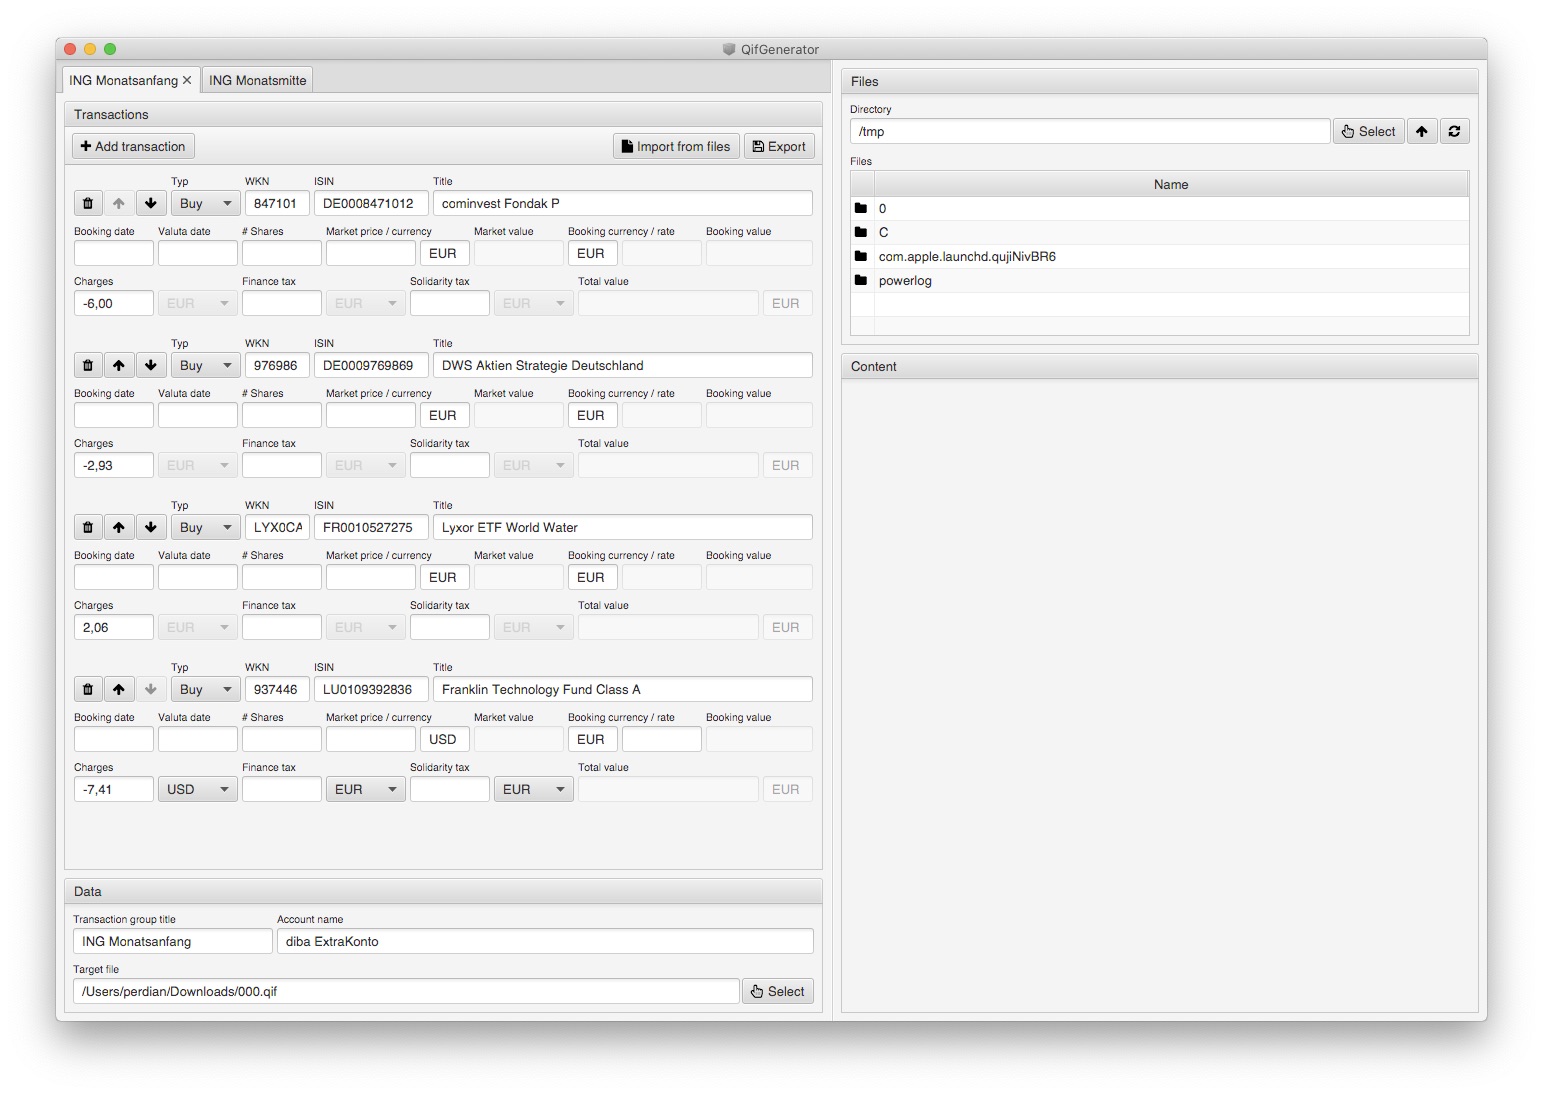 QifGenerator
ING Monatsanfang
ING Monatsmitte
Transactions
Add transaction
Import from files
Export
Typ WKN ISIN Title
Buy 847101 DE0008471012 cominvest Fondak P
Booking date Valuta date # Shares Market price / currency Market value Booking currency / rate Booking value
EUR EUR
Charges Finance tax Solidarity tax Total value
-6,00 EUR EUR EUR EUR
Typ WKN ISIN Title
Buy 976986 DE0009769869 DWS Aktien Strategie Deutschland
Booking date Valuta date # Shares Market price / currency Market value Booking currency / rate Booking value
EUR EUR
Charges Finance tax Solidarity tax Total value
-2,93 EUR EUR EUR EUR
Typ WKN ISIN Title
Buy LYX0CA FR0010527275 Lyxor ETF World Water
Booking date Valuta date # Shares Market price / currency Market value Booking currency / rate Booking value
EUR EUR
Charges Finance tax Solidarity tax Total value
2,06 EUR EUR EUR EUR
Typ WKN ISIN Title
Buy 937446 LU0109392836 Franklin Technology Fund Class A
Booking date Valuta date # Shares Market price / currency Market value Booking currency / rate Booking value
USD EUR
Charges Finance tax Solidarity tax Total value
-7,41 USD EUR EUR EUR
Data
Transaction group title Account name
ING Monatsanfang diba ExtraKonto
Target file
/Users/perdian/Downloads/000.qif Select
Files
Directory
/tmp Select
Files
Name
0
C
com.apple.launchd.qujiNivBR6
powerlog
Content